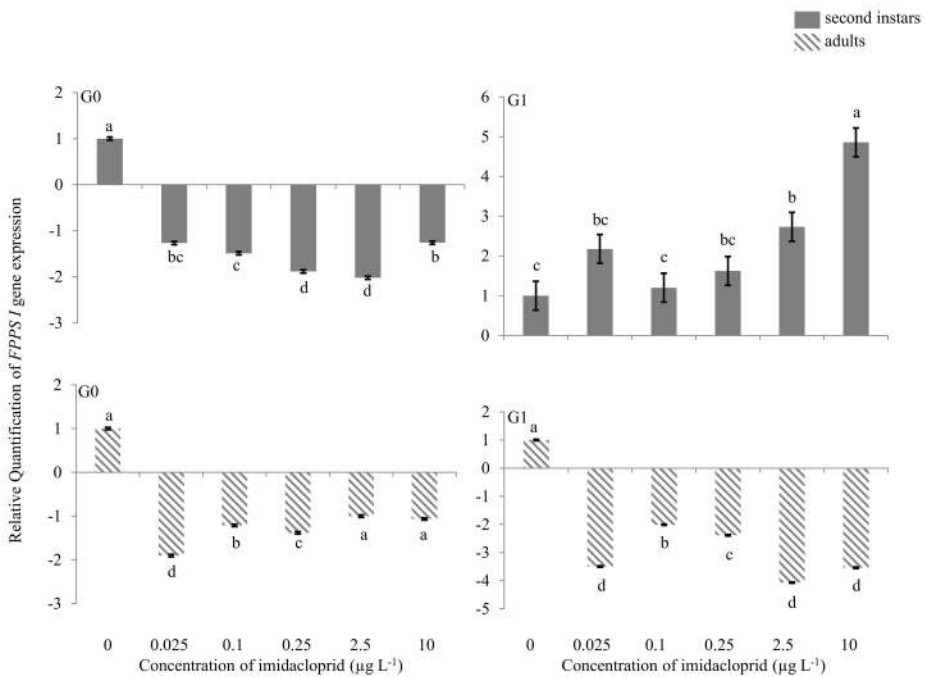 second instars
adults
Relative Quantification of FPPS I gene expression
G0
2
1
0
-1
-2
-3
a
bc
c
d
d
b
G1
6
5
4
3
2
1
0
c
bc
c
bc
b
a
G0
2
1
0
-1
-2
-3
a
d
b
c
a
a
0 0.025 0.1 0.25 2.5 10
Concentration of imidacloprid (µg L-1)
G1
2
1
0
-1
-2
-3
-4
-5
a
d
b
c
d
d
0 0.025 0.1 0.25 2.5 10
Concentration of imidacloprid (µg L-1)